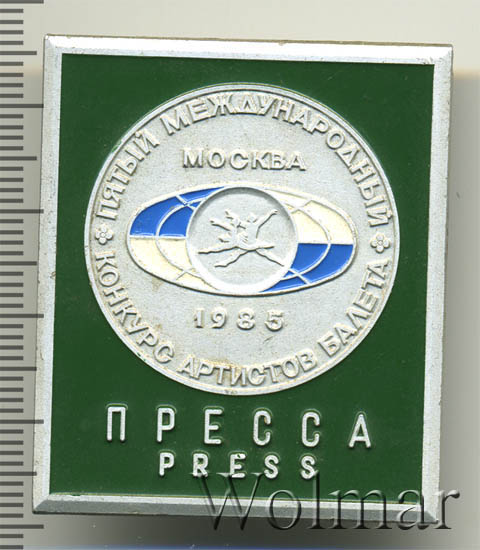 ПЯТЫЙ МЕЖДУНАРОДНЫЙ
МОСКВА
1985
КОНКУРС АРТИСТОВ БАЛЕТА
ПРЕССА
PRESS
Wolmar